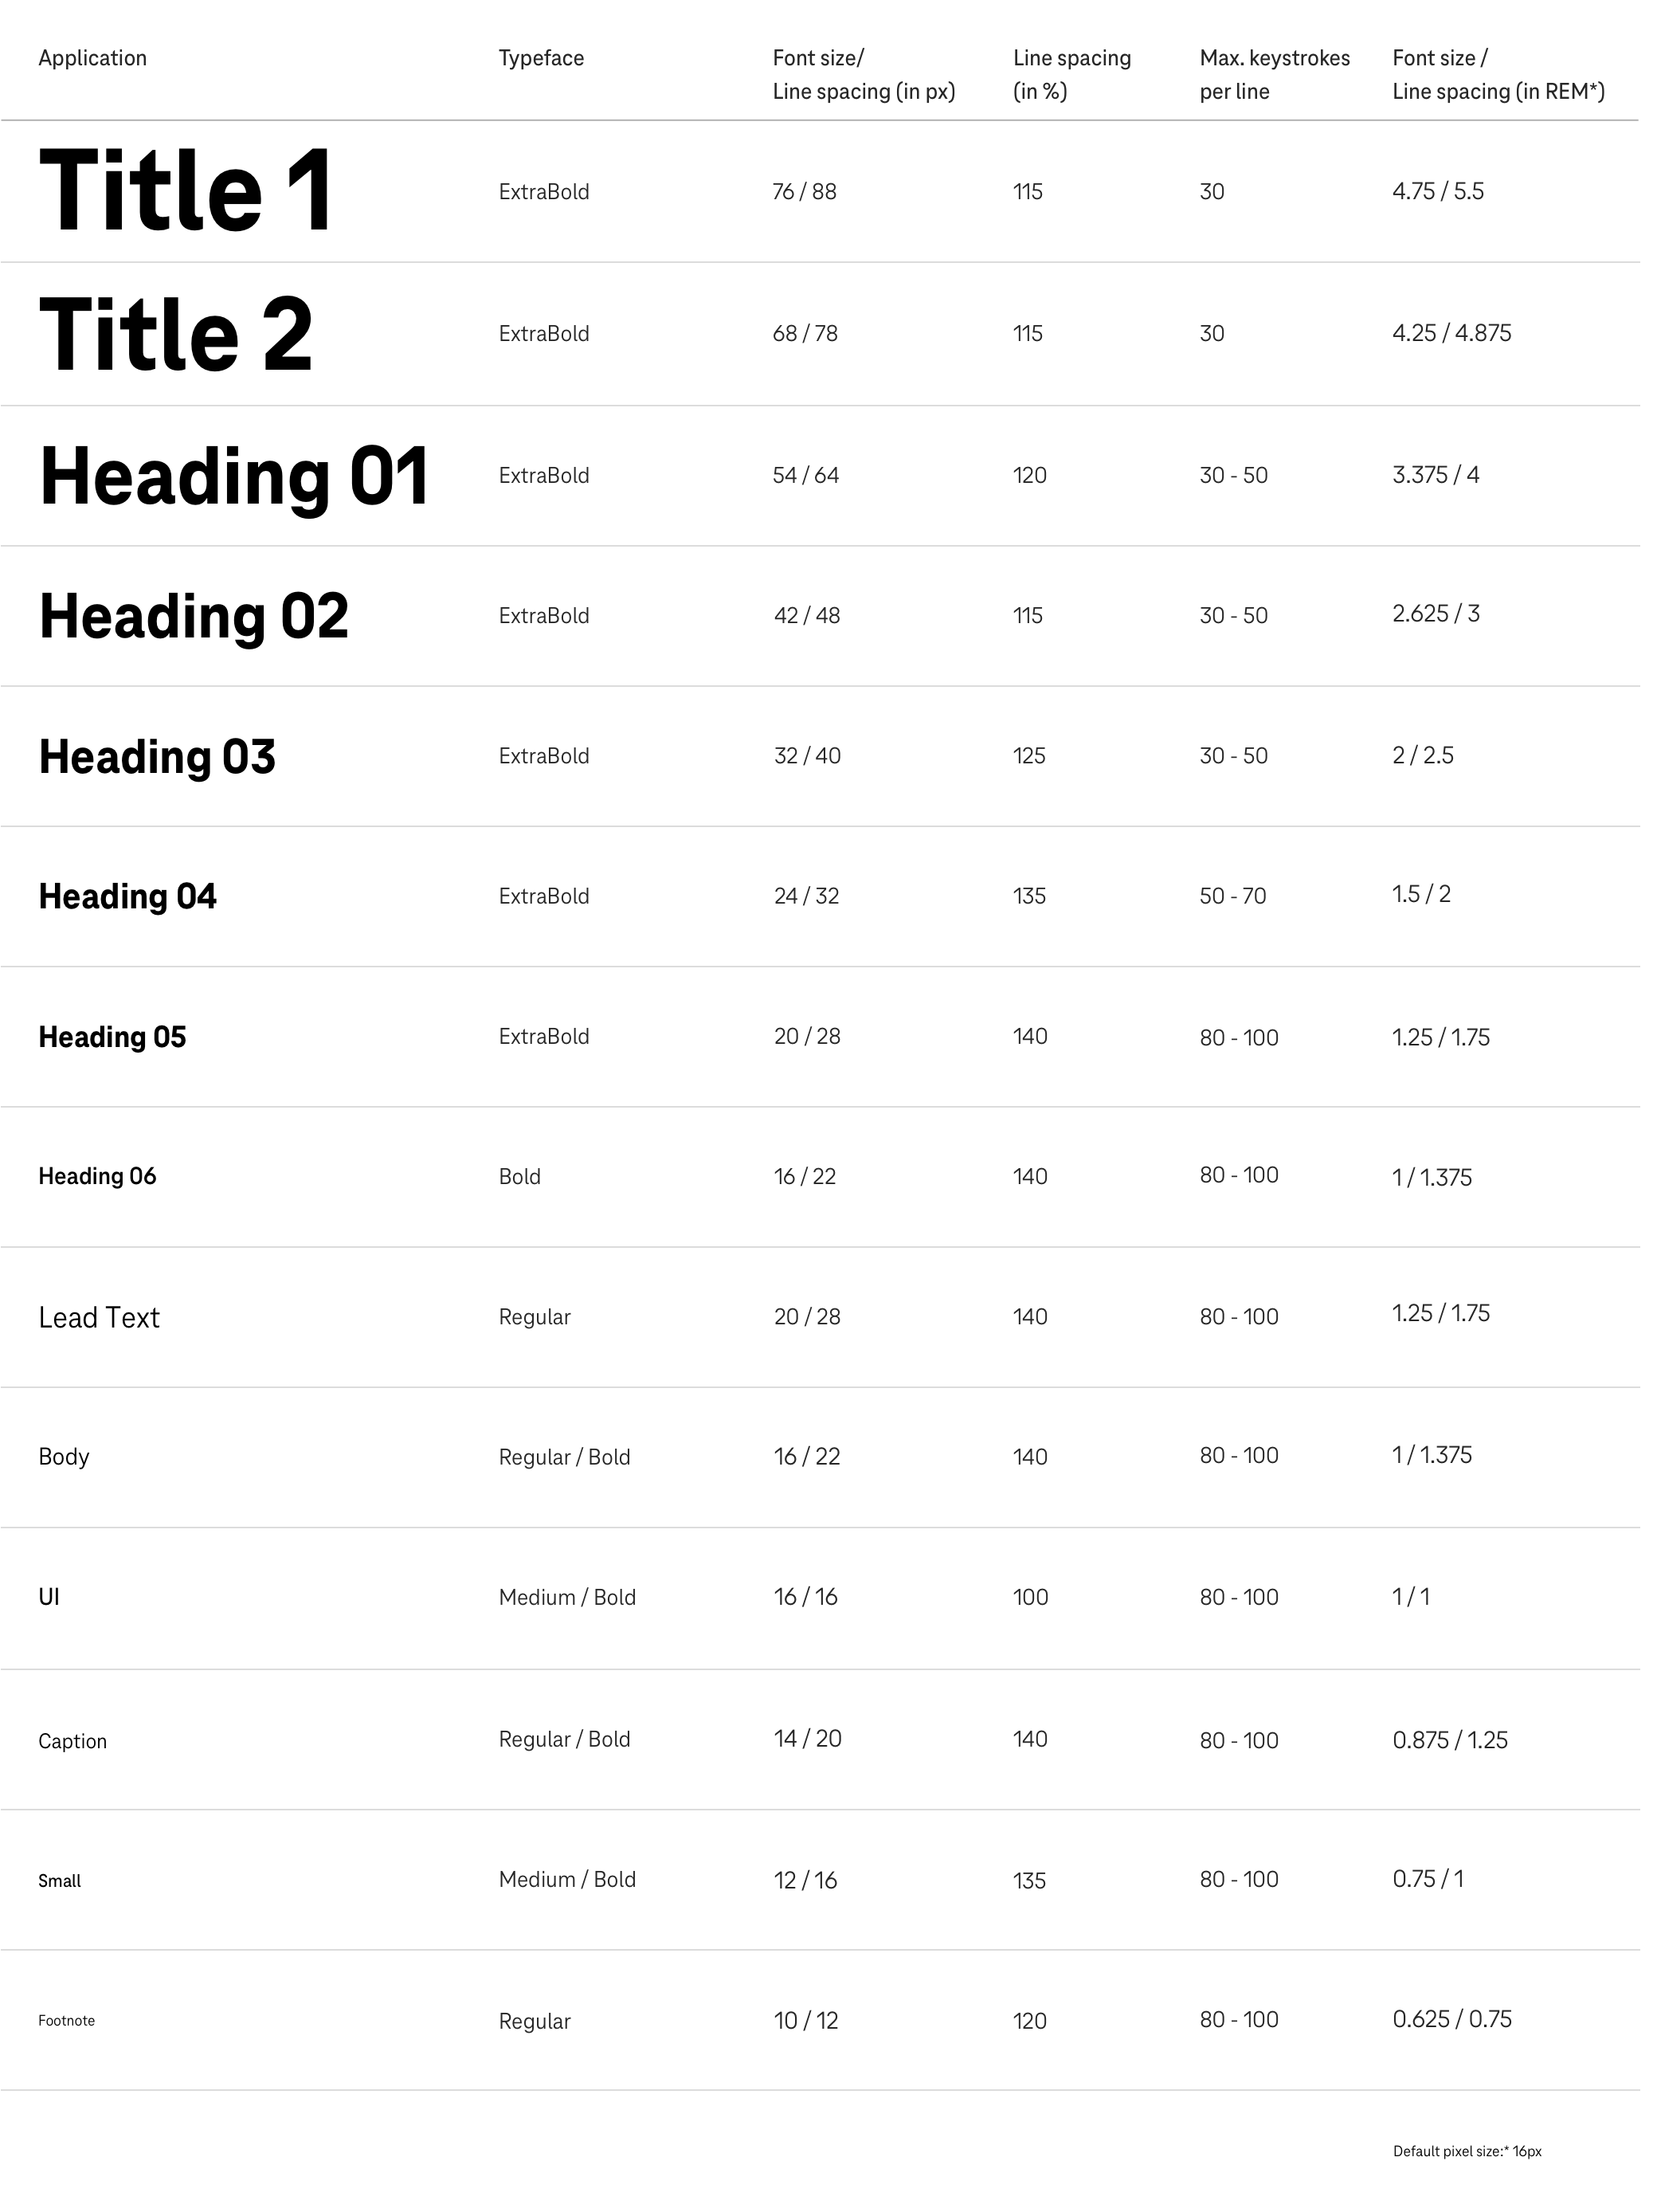 Application Typeface Font size/ Line spacing Max. keystrokes Font size /
Line spacing (in px) (in %) per line Line spacing (in REM*)
Title 1 ExtraBold 76 / 88 115 30 4.75 / 5.5
Title 2 ExtraBold 68 / 78 115 30 4.25 / 4.875
Heading 01 ExtraBold 54 / 64 120 30 - 50 3.375 / 4
Heading 02 ExtraBold 42 / 48 115 30 - 50 2.625 / 3
Heading 03 ExtraBold 32 / 40 125 30 - 50 2 / 2.5
Heading 04 ExtraBold 24 / 32 135 50 - 70 1.5 / 2
Heading 05 ExtraBold 20 / 28 140 80 - 100 1.25 / 1.75
Heading 06 Bold 16 / 22 140 80 - 100 1 / 1.375
Lead Text Regular 20 / 28 140 80 - 100 1.25 / 1.75
Body Regular / Bold 16 / 22 140 80 - 100 1 / 1.375
UI Medium / Bold 16 / 16 100 80 - 100 1 / 1
Caption Regular / Bold 14 / 20 140 80 - 100 0.875 / 1.25
Small Medium / Bold 12 / 16 135 80 - 100 0.75 / 1
Footnote Regular 10 / 12 120 80 - 100 0.625 / 0.75
Default pixel size:* 16px